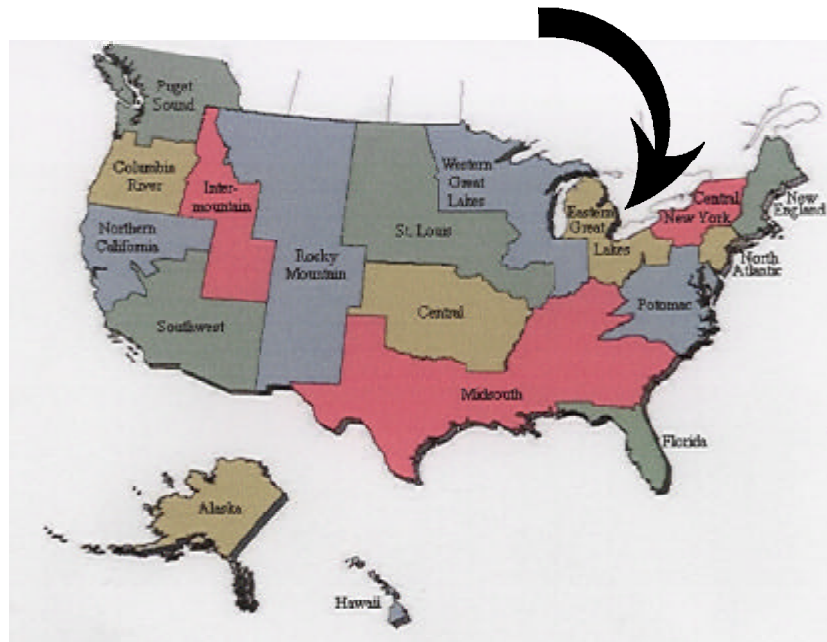 Puget
Sound
Columbia
River
Inter-
mountain
Northern
California
Rocky
Mountain
Southwest
Western
Great
Lakes
St. Louis
Central
Eastern
Great
Lakes
Central
New York
New
England
North
Atlantic
Potomac
Midsouth
Florida
Alaska
Hawaii